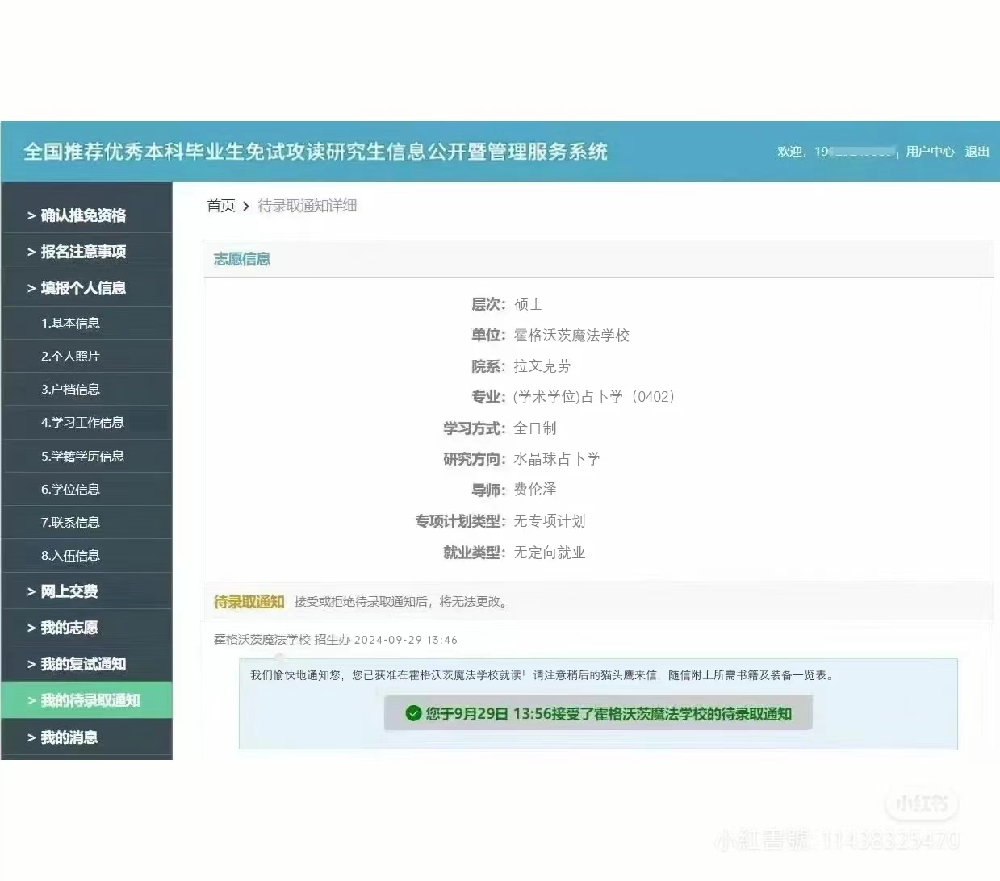 全国推荐优秀本科毕业生免试攻读研究生信息公开暨管理服务系统
欢迎, 19 | 用户中心 退出
> 确认推免资格
> 报名注意事项
> 填报个人信息
1.基本信息
2.个人照片
3.户档信息
4.学习工作信息
5.学籍学历信息
6.学位信息
7.联系信息
8.入伍信息
> 网上交费
> 我的志愿
> 我的复试通知
> 我的待录取通知
> 我的消息
首页 > 待录取通知详细
志愿信息
层次：硕士
单位：霍格沃茨魔法学校
院系：拉文克劳
专业：(学术学位)占卜学（0402）
学习方式：全日制
研究方向：水晶球占卜学
导师：费伦泽
专项计划类型：无专项计划
就业类型：无定向就业
待录取通知 接受或拒绝待录取通知后，将无法更改。
霍格沃茨魔法学校 招生办 2024-09-29 13:46
我们愉快地通知您，您已获准在霍格沃茨魔法学校就读！请注意稍后的猫头鹰来信，随信附上所需书籍及装备一览表。
您于9月29日 13:56接受了霍格沃茨魔法学校的待录取通知
小红书
小紅書號: 11438325470